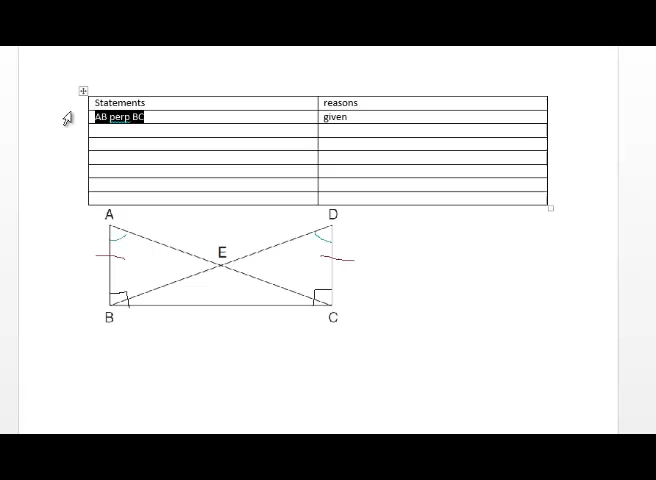 Statements reasons
AB perp BC given
A D
E
B C